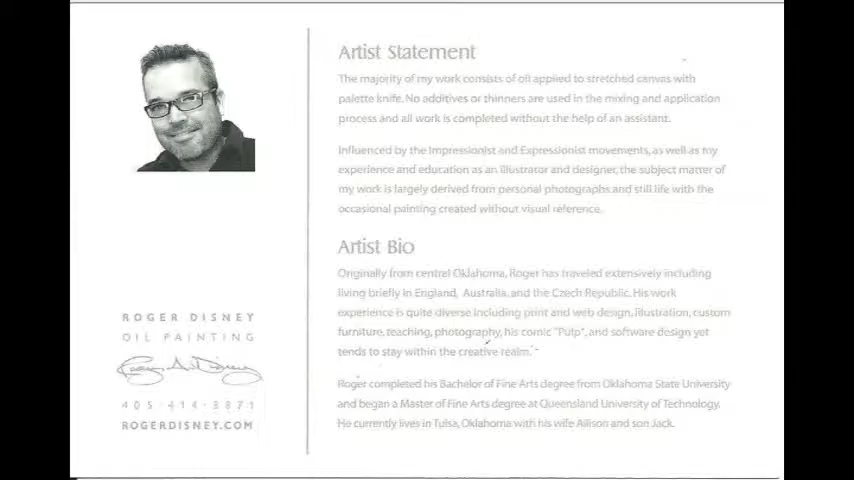 Artist Statement
The majority of my work consists of oil applied to stretched canvas with
palette knife. No additives or thinners are used in the mixing and application
process and all work is completed without the help of an assistant.
Influenced by the Impressionist and Expressionist movements, as well as my
experience and education as an illustrator and designer, the subject matter of
my work is largely derived from personal photographs and still life with the
occasional painting created without visual reference.
Artist Bio
Originally from central Oklahoma, Roger has traveled extensively including
living briefly in England, Australia, and the Czech Republic. His work
experience is quite diverse including print and web design, illustration, custom
furniture, teaching, photography, his comic "Pulp", and software design yet
tends to stay within the creative realm.
Roger completed his Bachelor of Fine Arts degree from Oklahoma State University
and began a Master of Fine Arts degree at Queensland University of Technology.
He currently lives in Tulsa, Oklahoma with his wife Allison and son Jack.
ROGER DISNEY
OIL PAINTING
405·414·3871
ROGERDISNEY.COM